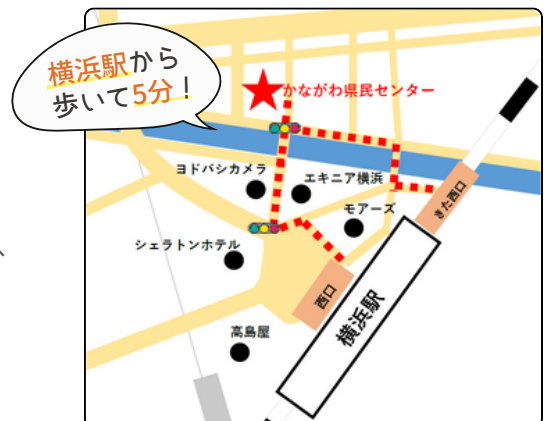 横浜駅から
歩いて5分!
かながわ県民センター
ヨドバシカメラ
エキニア横浜
モアーズ
きた西口
シェラトンホテル
西口
横浜駅
高島屋